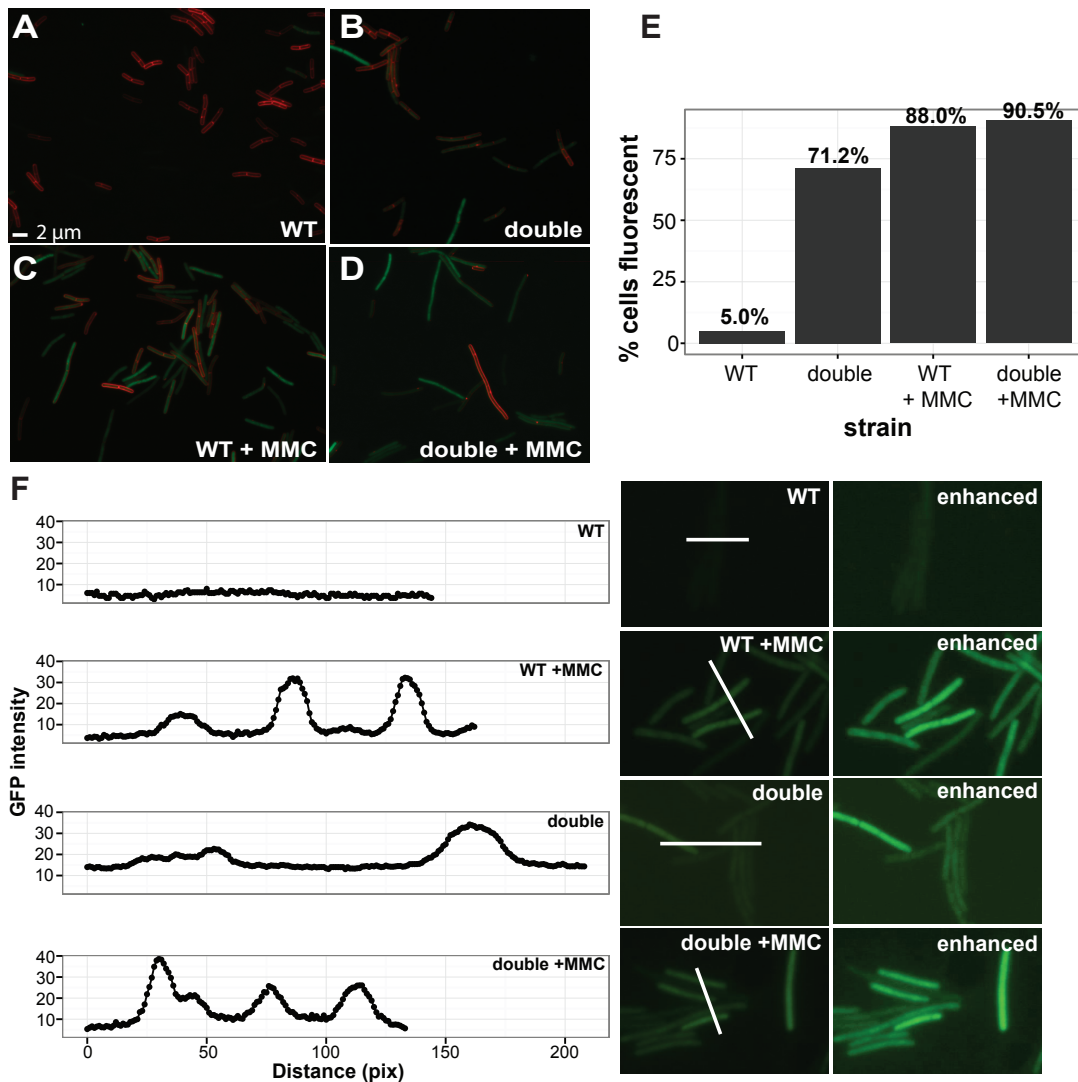 A
WT
2 µm
B
double
C
WT + MMC
D
double + MMC
E
% cells fluorescent
75
50
25
0
5.0%
71.2%
88.0%
90.5%
WT
double
WT
+ MMC
double
+MMC
strain
F
GFP intensity
40
30
20
10
WT
40
30
20
10
WT +MMC
40
30
20
10
double
40
30
20
10
double +MMC
0
50
100
150
200
Distance (pix)
WT
enhanced
WT +MMC
enhanced
double
enhanced
double +MMC
enhanced